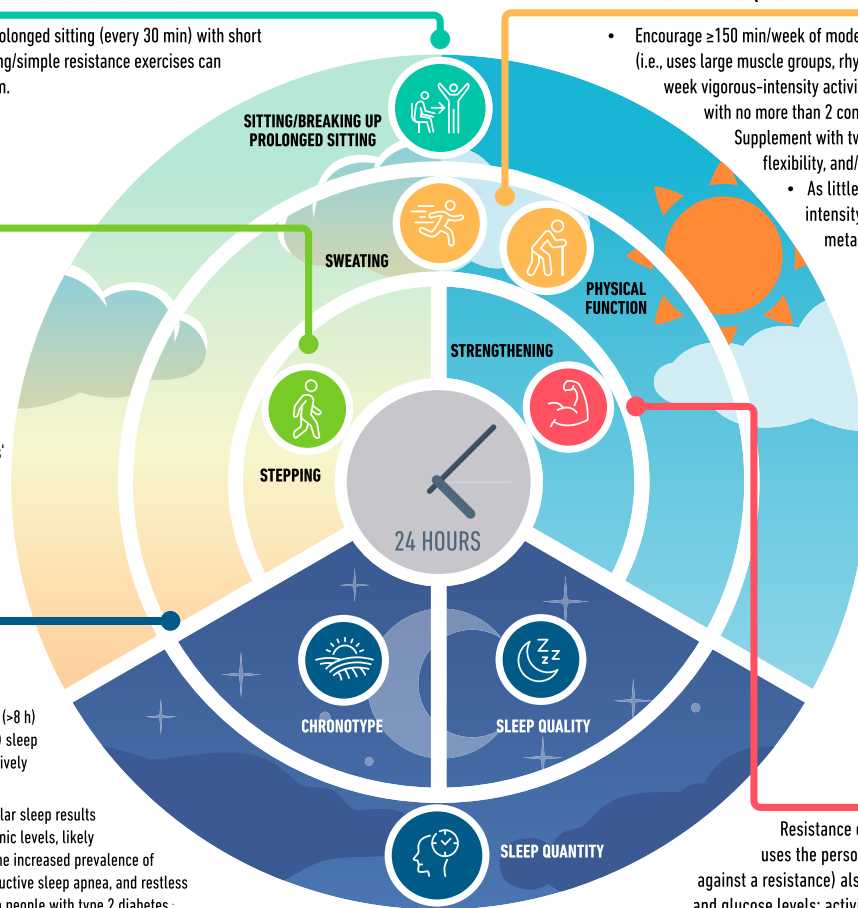 olonged sitting (every 30 min) with short
ng/simple resistance exercises can
n.
• Encourage ≥150 min/week of mode
(i.e., uses large muscle groups, rhy
week vigorous-intensity activi
with no more than 2 con
Supplement with tw
flexibility, and/
• As little
intensity
meta
SITTING/BREAKING UP
PROLONGED SITTING
SWEATING
PHYSICAL
FUNCTION
STRENGTHENING
STEPPING
24 HOURS
CHRONOTYPE
SLEEP QUALITY
Z Z
z z
SLEEP QUANTITY
(>8 h)
sleep
ively
lar sleep results
nic levels, likely
he increased prevalence of
uctive sleep apnea, and restless
n people with type 2 diabetes.
Resistance
uses the perso
against a resistance) als
and glucose levels; activi